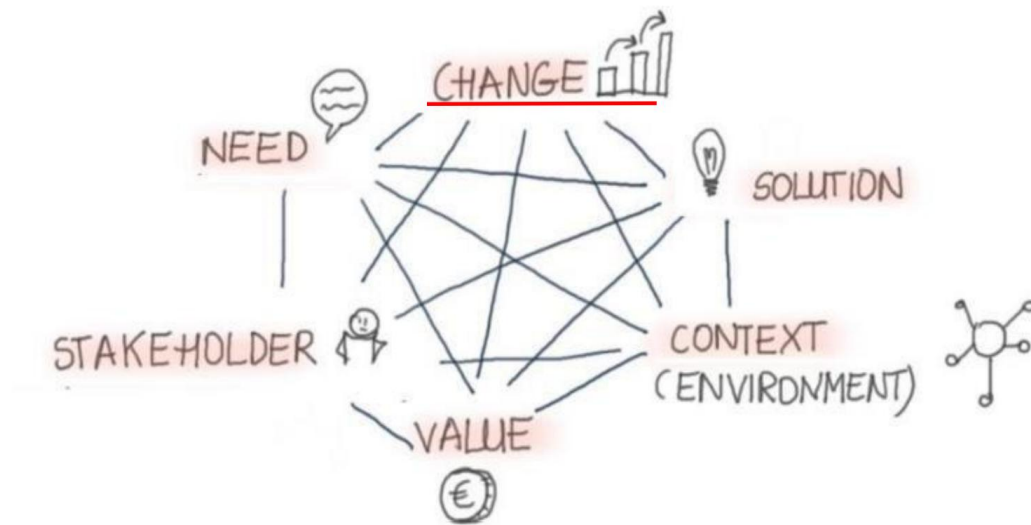 CHANGE
NEED
SOLUTION
STAKEHOLDER
CONTEXT
(ENVIRONMENT)
VALUE
€